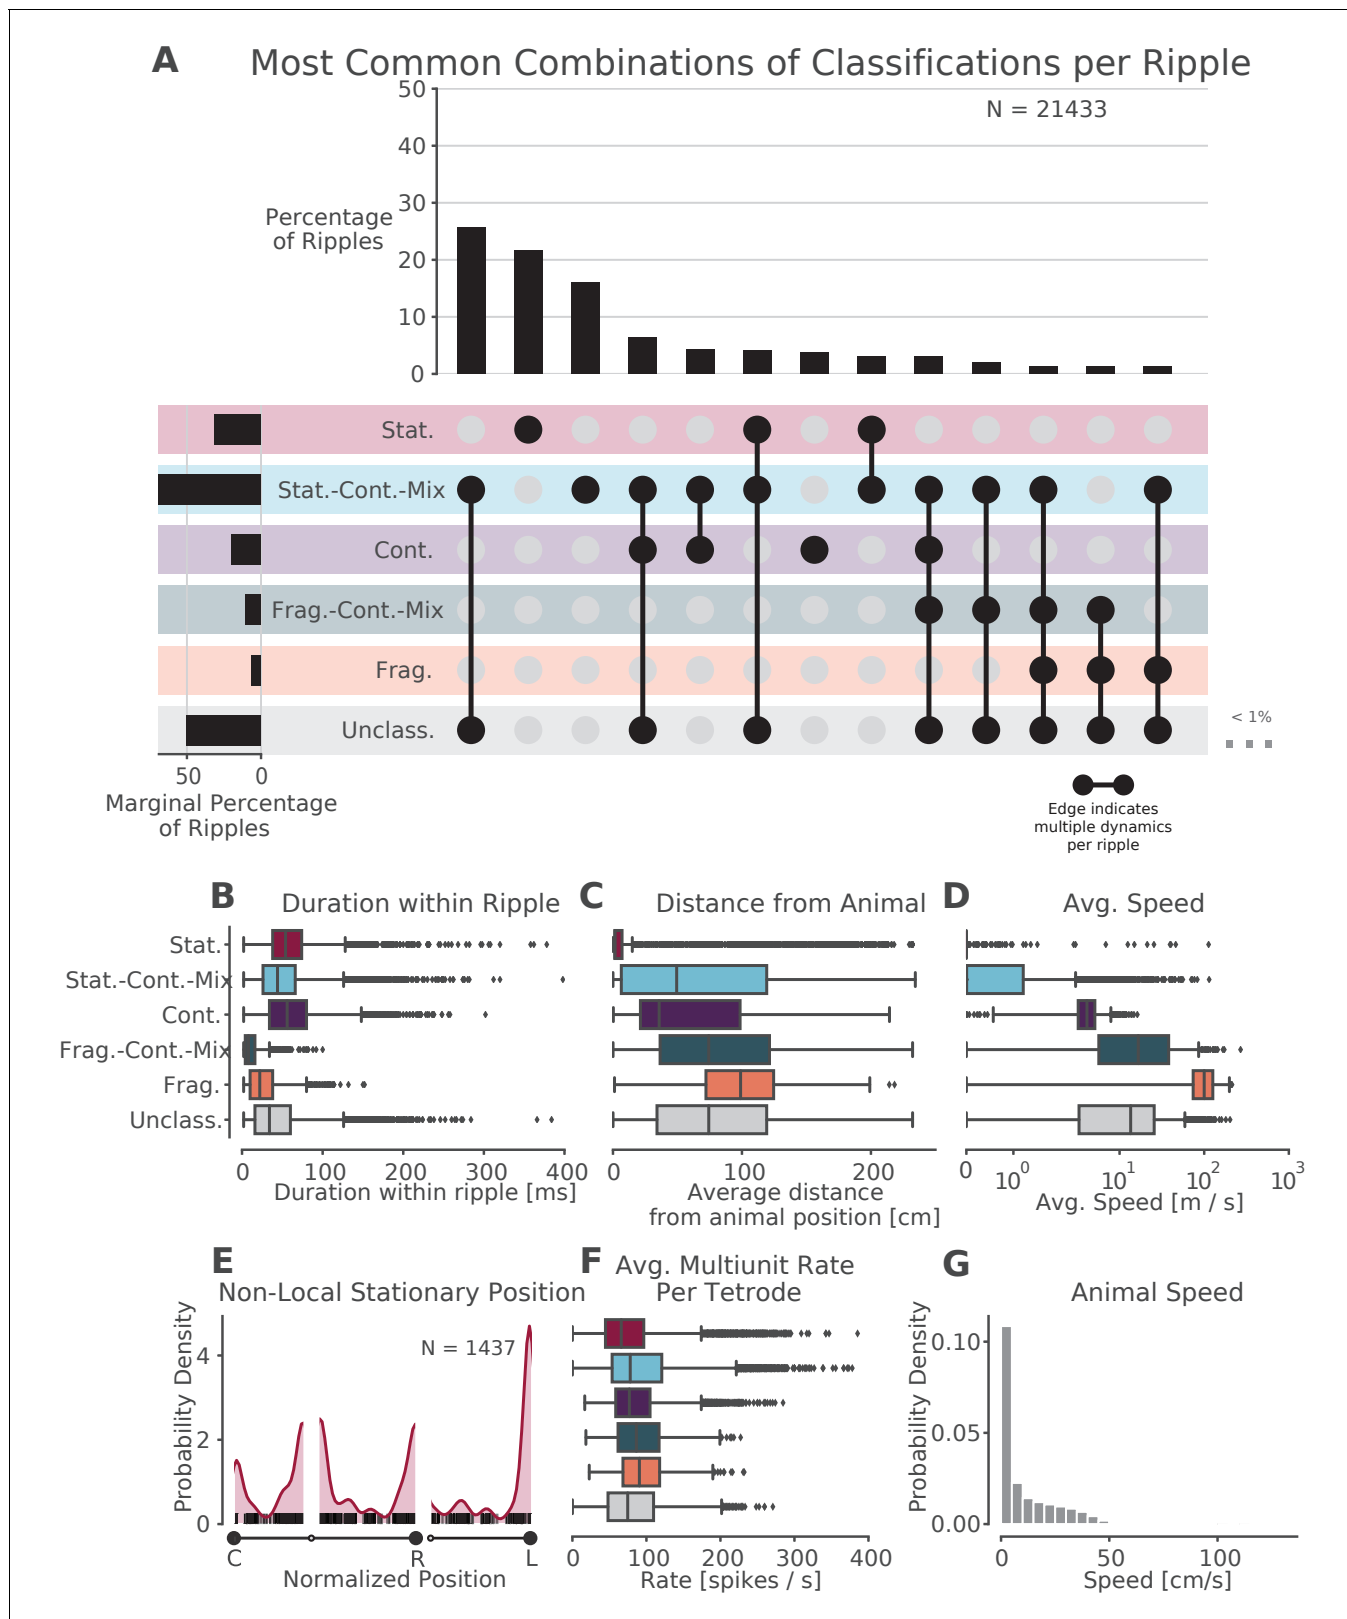 A Most Common Combinations of Classifications per Ripple
50
N = 21433
40
30
Percentage
of Ripples
20
10
0
Stat.
Stat.-Cont.-Mix
Cont.
Frag.-Cont.-Mix
Frag.
Unclass.
< 1%
50 0
Marginal Percentage
of Ripples
Edge indicates
multiple dynamics
per ripple
B Duration within Ripple
Stat.
Stat.-Cont.-Mix
Cont.
Frag.-Cont.-Mix
Frag.
Unclass.
0 100 200 300 400
Duration within ripple [ms]
C Distance from Animal
0 100 200
Average distance
from animal position [cm]
D Avg. Speed
0 10^0 10^1 10^2 10^3
Avg. Speed [m / s]
E
Non-Local Stationary Position
Probability Density
4
2
0
N = 1437
C R L
Normalized Position
F Avg. Multiunit Rate
Per Tetrode
0 100 200 300 400
Rate [spikes / s]
G
Animal Speed
Probability Density
0.10
0.05
0.00
0 50 100
Speed [cm/s]